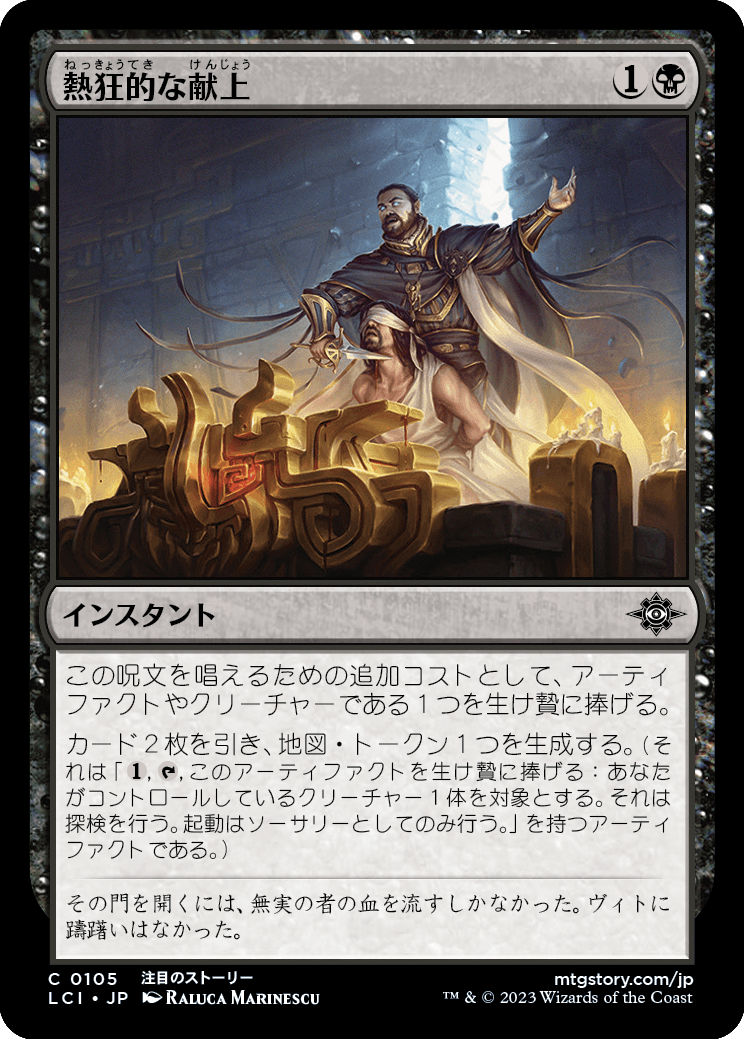 ねっきょうてき けんじょう
熱狂的な献上 1
インスタント
この呪文を唱えるための追加コストとして、アーティ
ファクトやクリーチャーである1つを生け贄に捧げる。
カード2枚を引き、地図・トークン1つを生成する。(そ
れは「1, , このアーティファクトを生け贄に捧げる:あなた
がコントロールしているクリーチャー1体を対象とする。それは
探検を行う。起動はソーサリーとしてのみ行う。」を持つアーティ
ファクトである。)
その門を開くには、無実の者の血を流すしかなかった。ヴィトに
躊躇いはなかった。
C 0105 注目のストーリー mtgstory.com/jp
LCI • JP Raluca Marinescu ™ & © 2023 Wizards of the Coast